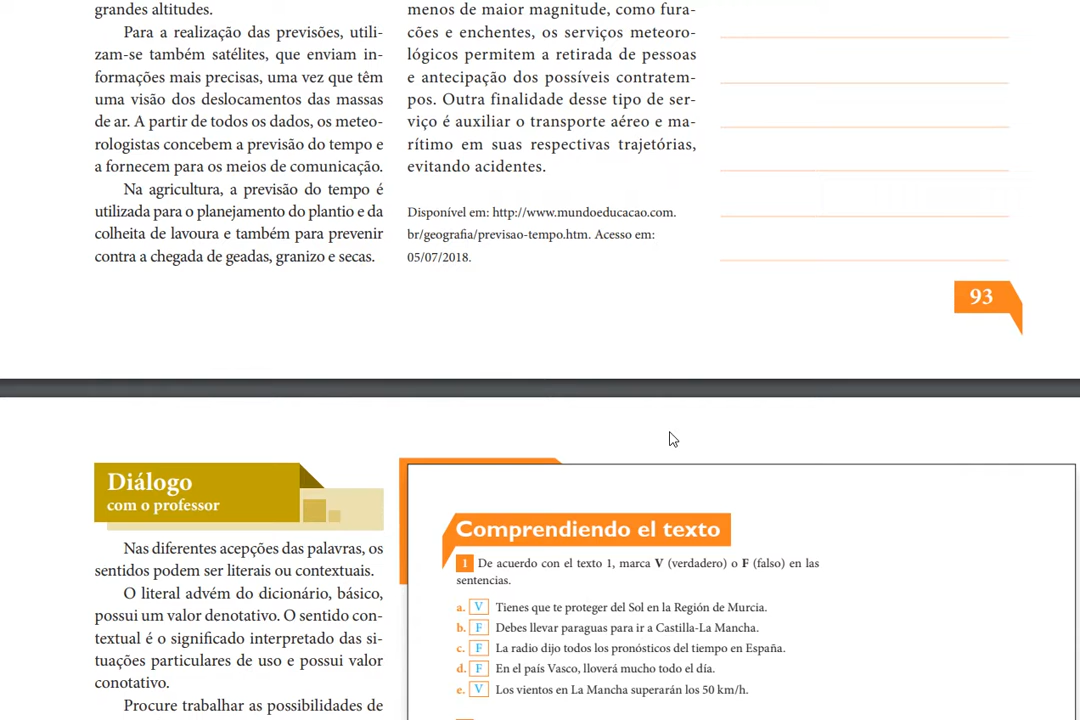 grandes altitudes.
Para a realização das previsões, utili-
zam-se também satélites, que enviam in-
formações mais precisas, uma vez que têm
uma visão dos deslocamentos das massas
de ar. A partir de todos os dados, os meteo-
rologistas concebem a previsão do tempo e
a fornecem para os meios de comunicação.
Na agricultura, a previsão do tempo é
utilizada para o planejamento do plantio e da
colheita de lavoura e também para prevenir
contra a chegada de geadas, granizo e secas.
menos de maior magnitude, como fura-
cões e enchentes, os serviços meteoro-
lógicos permitem a retirada de pessoas
e antecipação dos possíveis contratem-
pos. Outra finalidade desse tipo de ser-
viço é auxiliar o transporte aéreo e ma-
rítimo em suas respectivas trajetórias,
evitando acidentes.
Disponível em: http://www.mundoeducacao.com.
br/geografia/previsao-tempo.htm. Acesso em:
05/07/2018.
93
Diálogo
com o professor
Nas diferentes acepções das palavras, os
sentidos podem ser literais ou contextuais.
O literal advém do dicionário, básico,
possui um valor denotativo. O sentido con-
textual é o significado interpretado das si-
tuações particulares de uso e possui valor
conotativo.
Procure trabalhar as possibilidades de
Comprendiendo el texto
1 De acuerdo con el texto 1, marca V (verdadero) o F (falso) en las
sentencias.
a. V Tienes que te proteger del Sol en la Región de Murcia.
b. F Debes llevar paraguas para ir a Castilla-La Mancha.
c. F La radio dijo todos los pronósticos del tiempo en España.
d. F En el país Vasco, lloverá mucho todo el día.
e. V Los vientos en La Mancha superarán los 50 km/h.